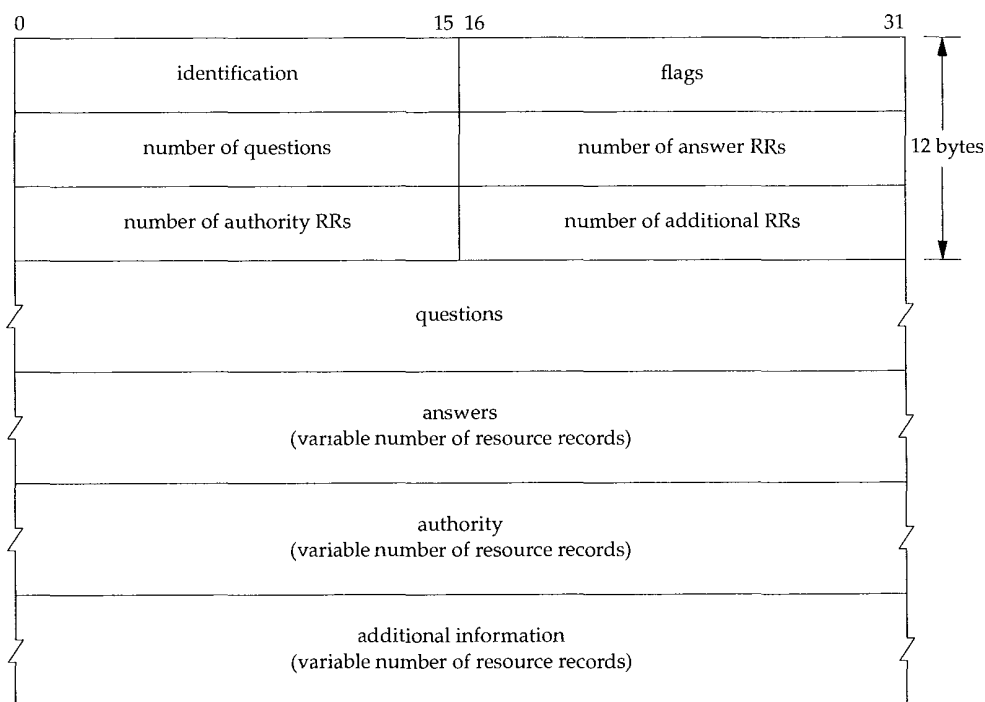 0 15 16 31
identification flags
number of questions number of answer RRs 12 bytes
number of authority RRs number of additional RRs
questions
answers
(variable number of resource records)
authority
(variable number of resource records)
additional information
(variable number of resource records)